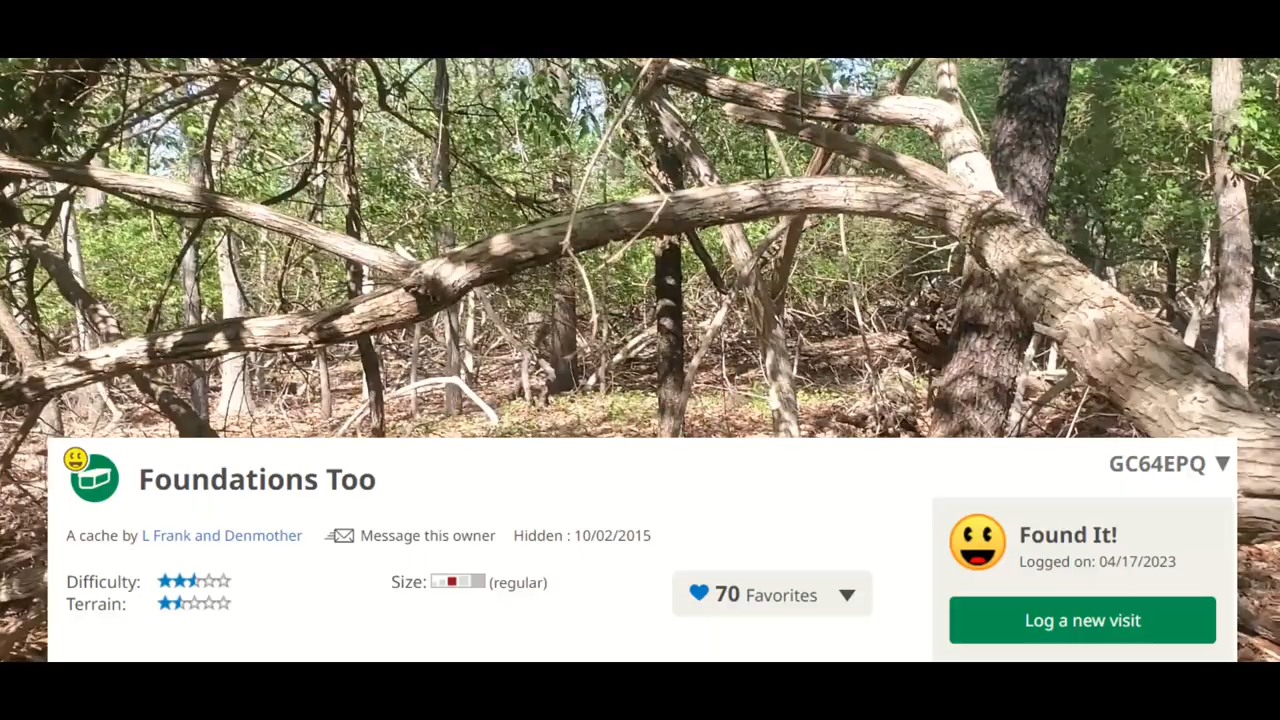 Foundations Too
GC64EPQ
A cache by L Frank and Denmother Message this owner Hidden : 10/02/2015
Difficulty:
Terrain:
Size: (regular)
70 Favorites
Found It!
Logged on: 04/17/2023
Log a new visit